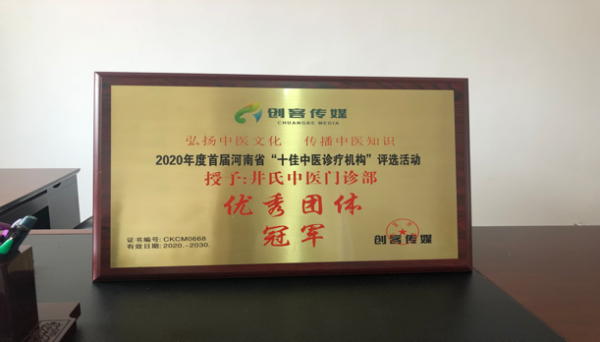 创客传媒
CHUANGKE MEDIA
弘扬中医文化 传播中医知识
2020年度首届河南省“十佳中医诊疗机构”评选活动
授予:井氏中医门诊部
优秀团体
冠军
证书编号: CKCM0668
有效日期: 2020.-2030.
创客传媒